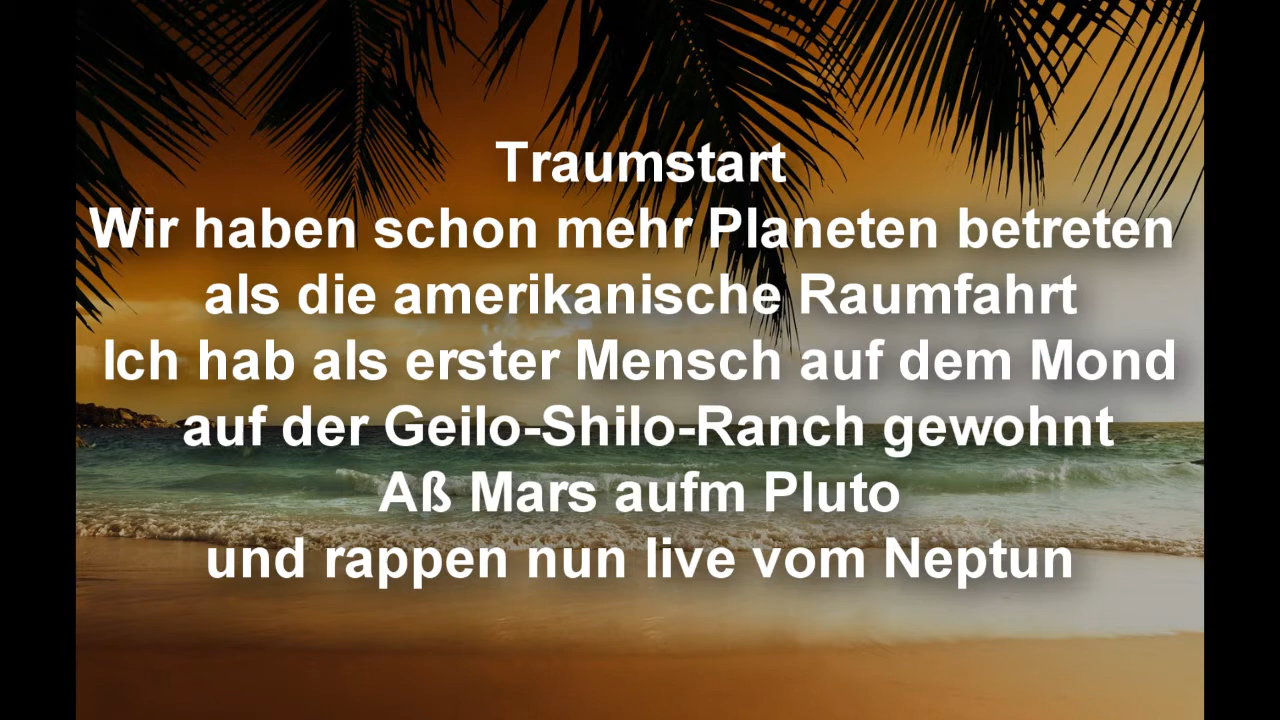 Traumstart
Wir haben schon mehr Planeten betreten
als die amerikanische Raumfahrt
Ich hab als erster Mensch auf dem Mond
auf der Geilo-Shilo-Ranch gewohnt
Aß Mars aufm Pluto
und rappen nun live vom Neptun